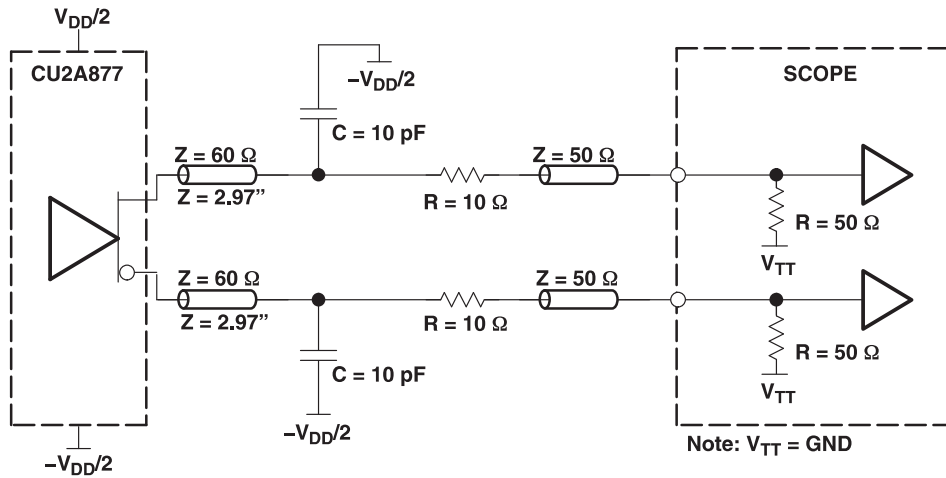 V_DD/2
CU2A877
–V_DD/2
SCOPE
C = 10 pF
Z = 60 Ω
Z = 2.97"
R = 10 Ω
Z = 50 Ω
R = 50 Ω
V_TT
Z = 60 Ω
Z = 2.97"
R = 10 Ω
Z = 50 Ω
C = 10 pF
R = 50 Ω
V_TT
–V_DD/2
–V_DD/2
Note: V_TT = GND